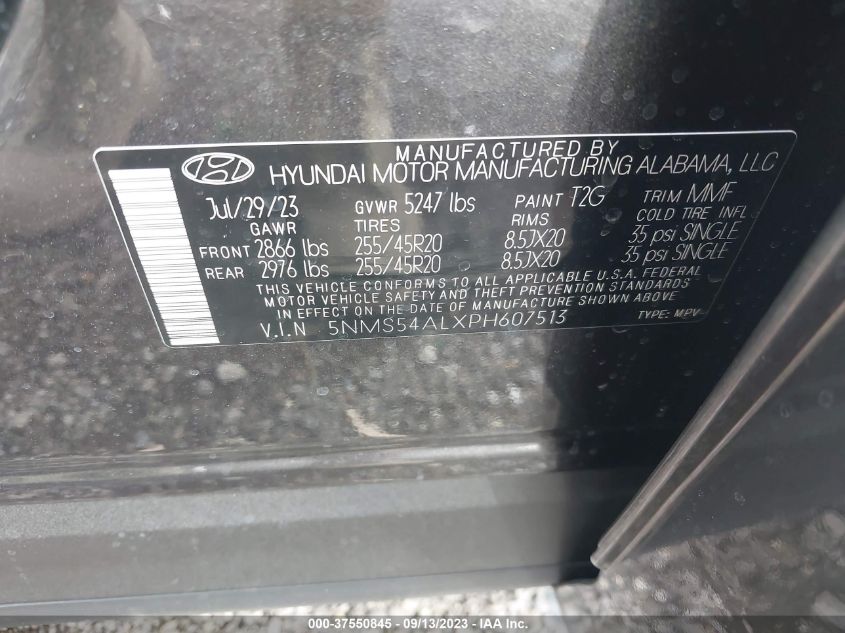 MANUFACTURED BY
HYUNDAI MOTOR MANUFACTURING ALABAMA, LLC
Jul/29/23 GVWR 5247 lbs PAINT T2G TRIM MMF
GAWR TIRES RIMS COLD TIRE INFL
FRONT 2866 lbs 255/45R20 8.5JX20 35 psi SINGLE
REAR 2976 lbs 255/45R20 8.5JX20 35 psi SINGLE
THIS VEHICLE CONFORMS TO ALL APPLICABLE U.S.A. FEDERAL
MOTOR VEHICLE SAFETY AND THEFT PREVENTION STANDARDS
IN EFFECT ON THE DATE OF MANUFACTURE SHOWN ABOVE
V.I.N 5NMS54ALXPH607513 TYPE: MPV
000-37550845 - 09/13/2023 - © COPYRIGHT IAA, INC.